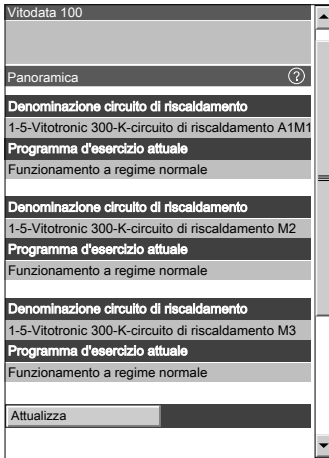 Vitodata 100
Panoramica ?
Denominazione circuito di riscaldamento
1-5-Vitotronic 300-K-circuito di riscaldamento A1M1
Programma d'esercizio attuale
Funzionamento a regime normale
Denominazione circuito di riscaldamento
1-5-Vitotronic 300-K-circuito di riscaldamento M2
Programma d'esercizio attuale
Funzionamento a regime normale
Denominazione circuito di riscaldamento
1-5-Vitotronic 300-K-circuito di riscaldamento M3
Programma d'esercizio attuale
Funzionamento a regime normale
Attualizza